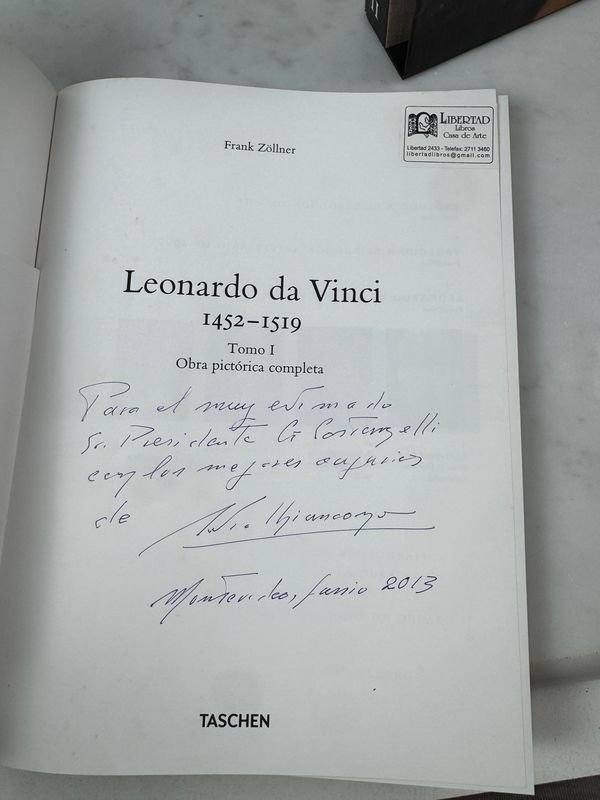 II
LIBERTAD
Libros
Casa de Arte
Libertad 2433 - Telefax: 2711 3460
libertadlibros@gmail.com
Frank Zöllner
Leonardo da Vinci
1452–1519
Tomo I
Obra pictórica completa
Para el muy estimado
Sr. Presidente G.
con los mejores augurios
de
Montevideo, Junio 2013
TASCHEN